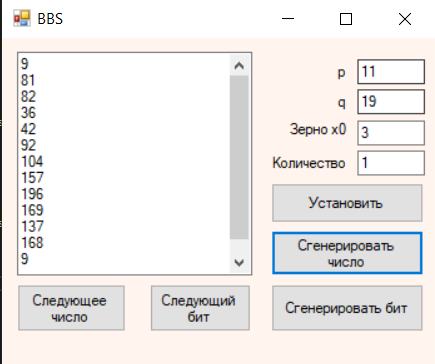 BBS
9
81
82
36
42
92
104
157
196
169
137
168
9
p 11
q 19
Зерно x0 3
Количество 1
Установить
Сгенерировать
число
Следующее
число
Следующий
бит
Сгенерировать бит